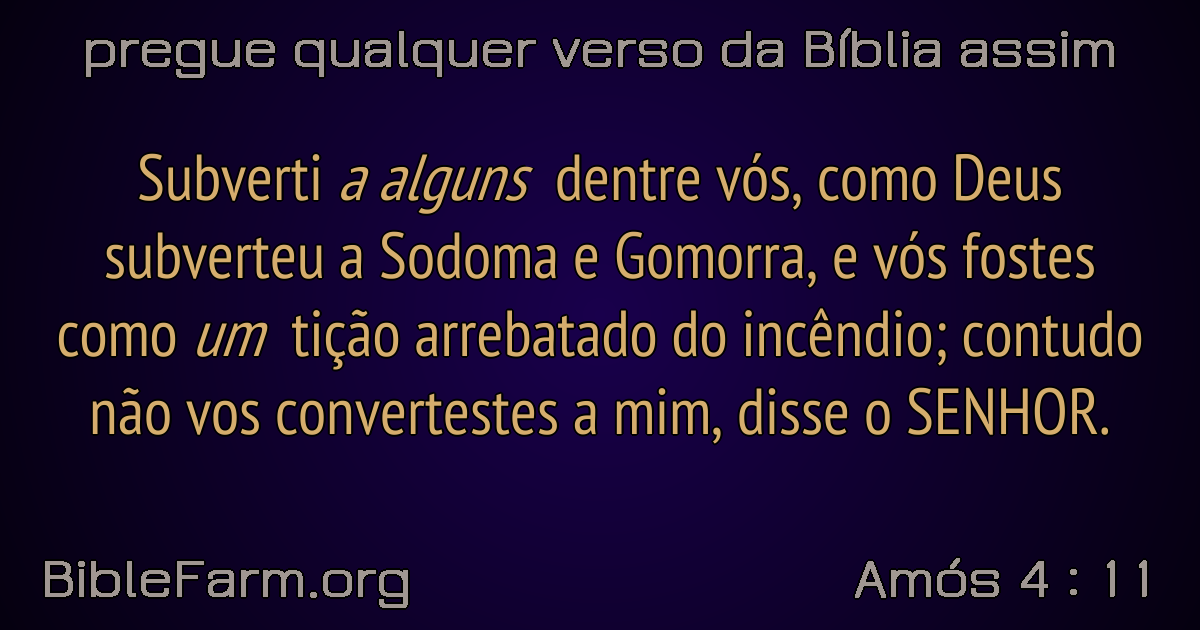 pregue qualquer verso da Bíblia assim
Subverti a alguns dentre vós, como Deus
subverteu a Sodoma e Gomorra, e vós fostes
como um tição arrebatado do incêndio; contudo
não vos convertestes a mim, disse o SENHOR.
BibleFarm.org
Amós 4 : 11